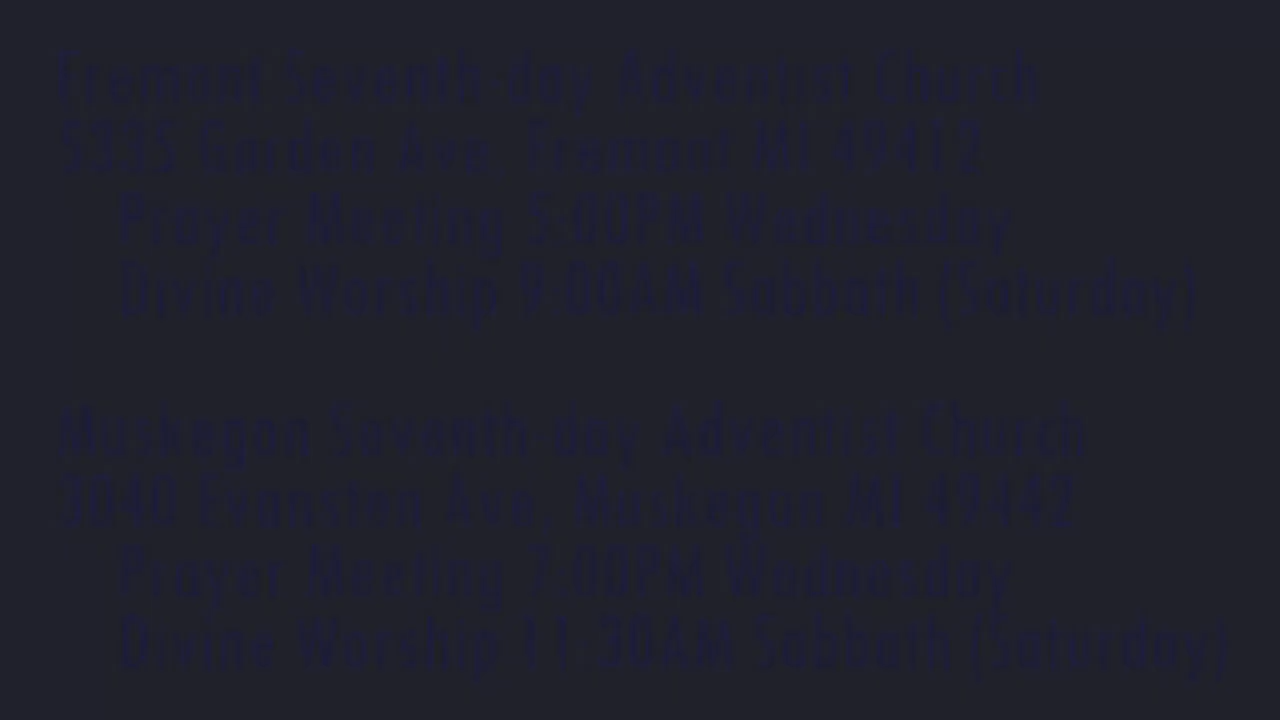 Fremont Seventh-day Adventist Church
5335 Garden Ave. Fremont MI 49412
Prayer Meeting 5:00PM Wednesday
Divine Worship 9:00AM Sabbath (Saturday)
Muskegon Seventh-day Adventist Church
3040 Evanston Ave. Muskegon MI 49442
Prayer Meeting 7:00PM Wednesday
Divine Worship 11:30AM Sabbath (Saturday)